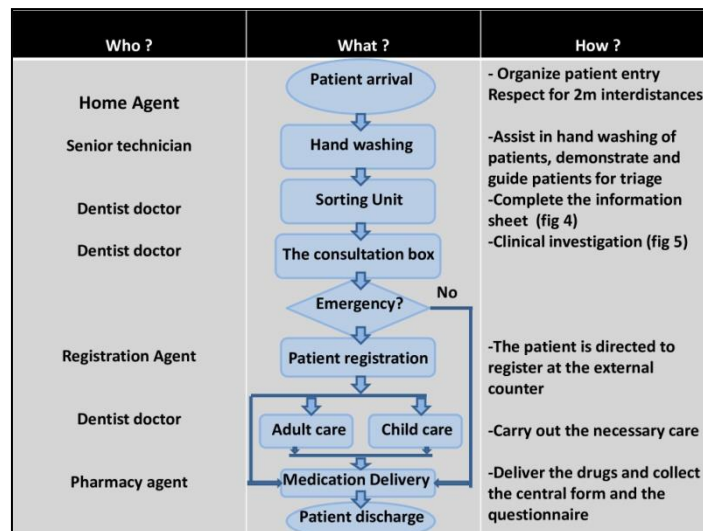 Who ?
What ?
How ?
Home Agent
Patient arrival
- Organize patient entry
Respect for 2m interdistances
Senior technician
Hand washing
-Assist in hand washing of
patients, demonstrate and
guide patients for triage
Dentist doctor
Sorting Unit
-Complete the information
sheet (fig 4)
Dentist doctor
The consultation box
-Clinical investigation (fig 5)
Emergency?
No
Registration Agent
Patient registration
-The patient is directed to
register at the external
counter
Dentist doctor
Adult care
Child care
-Carry out the necessary care
Pharmacy agent
Medication Delivery
-Deliver the drugs and collect
the central form and the
questionnaire
Patient discharge